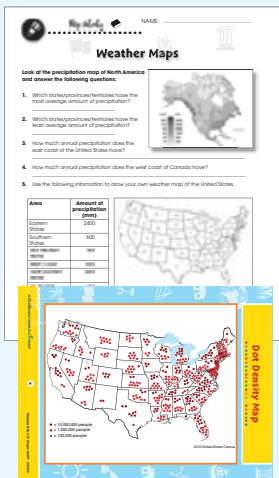 Map Activity
NAME:
Weather Maps
Look at the precipitation map of North America
and answer the following questions:
1. Which states/provinces/territories have the
most average amount of precipitation?
2. Which states/provinces/territories have the
least average amount of precipitation?
3. How much annual precipitation does the
east coast of the United States have?
4. How much annual precipitation does the west coast of Canada have?
5. Use the following information to draw your own weather map of the United States.
Area
Amount of
precipitation
(mm)
Eastern
States
2400
Southern
States
600
Dot Density Map
= 10,000,000 people
= 1,000,000 people
= 100,000 people
2010 United States Census